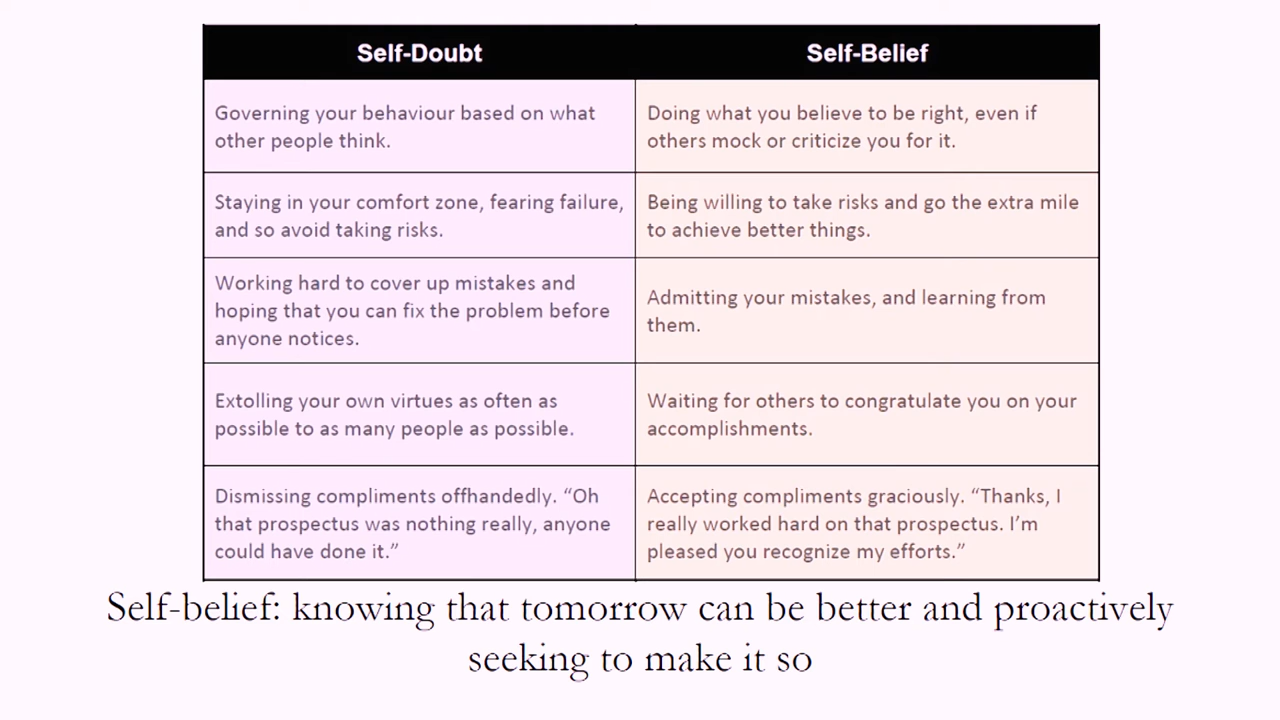 Self-Doubt
Self-Belief
Governing your behaviour based on what
other people think.
Doing what you believe to be right, even if
others mock or criticize you for it.
Staying in your comfort zone, fearing failure,
and so avoid taking risks.
Being willing to take risks and go the extra mile
to achieve better things.
Working hard to cover up mistakes and
hoping that you can fix the problem before
anyone notices.
Admitting your mistakes, and learning from
them.
Extolling your own virtues as often as
possible to as many people as possible.
Waiting for others to congratulate you on your
accomplishments.
Dismissing compliments offhandedly. “Oh
that prospectus was nothing really, anyone
could have done it.”
Accepting compliments graciously. “Thanks, I
really worked hard on that prospectus. I’m
pleased you recognize my efforts.”
Self-belief: knowing that tomorrow can be better and proactively
seeking to make it so